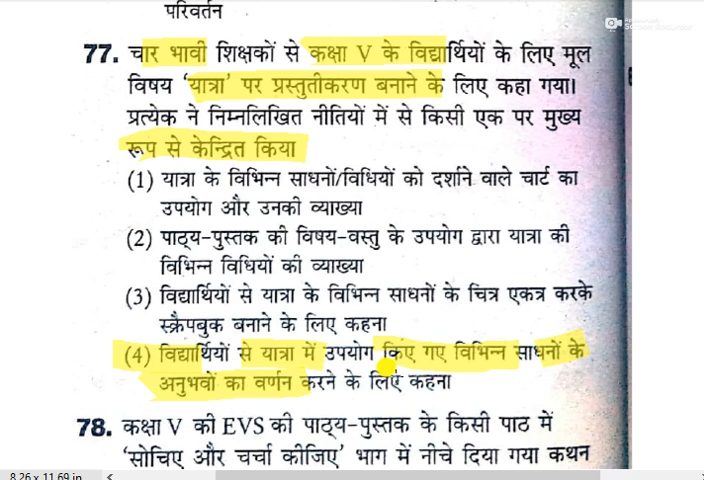 परिवर्तन
77. चार भावी शिक्षकों से कक्षा V के विद्यार्थियों के लिए मूल
विषय 'यात्रा' पर प्रस्तुतीकरण बनाने के लिए कहा गया।
प्रत्येक ने निम्नलिखित नीतियों में से किसी एक पर मुख्य
रूप से केन्द्रित किया
(1) यात्रा के विभिन्न साधनों/विधियों को दर्शाने वाले चार्ट का
उपयोग और उनकी व्याख्या
(2) पाठ्य-पुस्तक की विषय-वस्तु के उपयोग द्वारा यात्रा की
विभिन्न विधियों की व्याख्या
(3) विद्यार्थियों से यात्रा के विभिन्न साधनों के चित्र एकत्र करके
स्क्रैपबुक बनाने के लिए कहना
(4) विद्यार्थियों से यात्रा में उपयोग किए गए विभिन्न साधनों के
अनुभवों का वर्णन करने के लिए कहना
78. कक्षा V की EVS की पाठ्य-पुस्तक के किसी पाठ में
'सोचिए और चर्चा कीजिए' भाग में नीचे दिया गया कथन
8.26 x 11.69 in